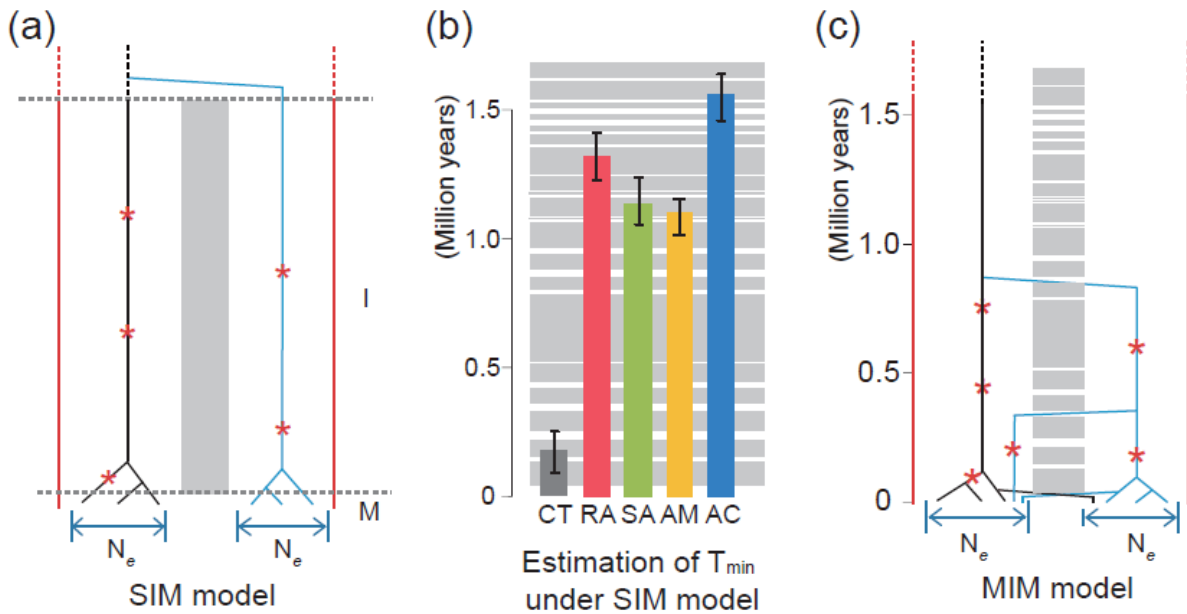 (a)
I
M
Nₑ
Nₑ
SIM model
(b)
(Million years)
1.5
1.0
0.5
0
CT RA SA AM AC
Estimation of Tmin
under SIM model
(c)
(Million years)
1.5
1.0
0.5
0
Nₑ
Nₑ
MIM model